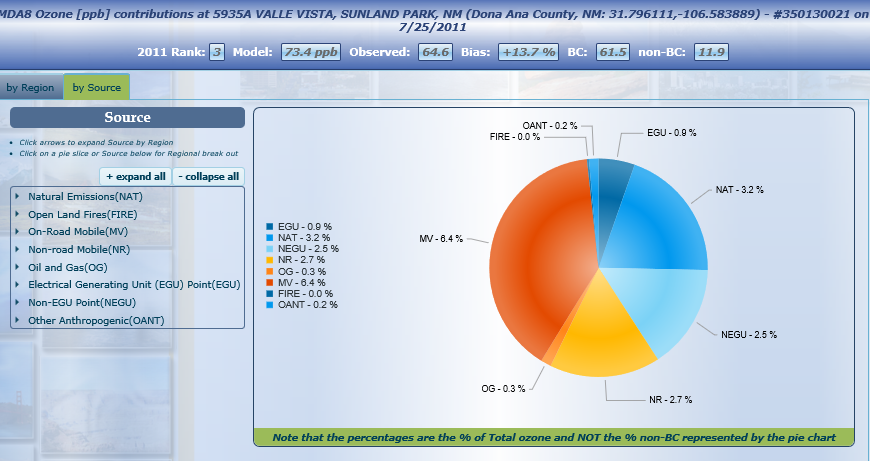 MDA8 Ozone [ppb] contributions at 5935A VALLE VISTA, SUNLAND PARK, NM (Dona Ana County, NM: 31.796111,-106.583889) - #350130021 on
7/25/2011
2011 Rank: 3 Model: 73.4 ppb Observed: 64.6 Bias: +13.7 % BC: 61.5 non-BC: 11.9
by Region by Source
Source
• Click arrows to expand Source by Region
• Click on a pie slice or Source below for Regional break out
+ expand all - collapse all
Natural Emissions(NAT)
Open Land Fires(FIRE)
On-Road Mobile(MV)
Non-road Mobile(NR)
Oil and Gas(OG)
Electrical Generating Unit (EGU) Point(EGU)
Non-EGU Point(NEGU)
Other Anthropogenic(OANT)
EGU - 0.9 %
NAT - 3.2 %
NEGU - 2.5 %
NR - 2.7 %
OG - 0.3 %
MV - 6.4 %
FIRE - 0.0 %
OANT - 0.2 %
OANT - 0.2 %
FIRE - 0.0 %
EGU - 0.9 %
NAT - 3.2 %
MV - 6.4 %
NEGU - 2.5 %
OG - 0.3 %
NR - 2.7 %
Note that the percentages are the % of Total ozone and NOT the % non-BC represented by the pie chart